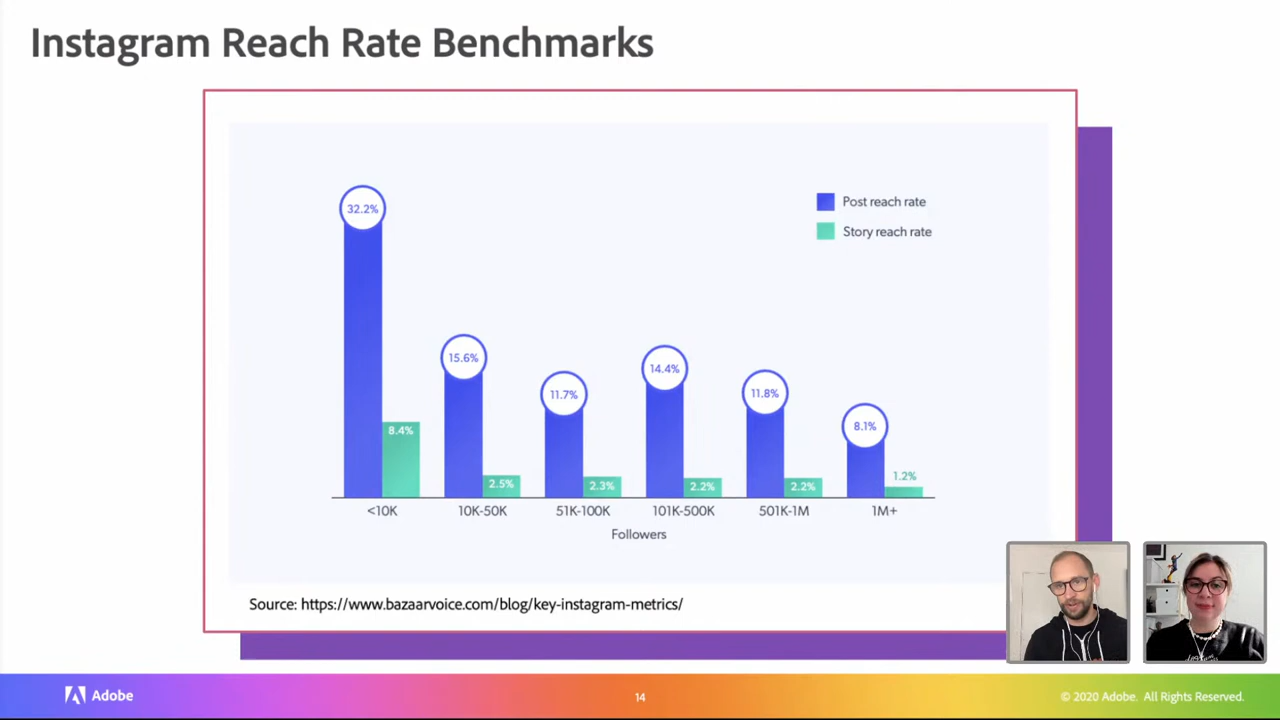 Instagram Reach Rate Benchmarks
Post reach rate
Story reach rate
32.2%
8.4%
15.6%
2.5%
11.7%
2.3%
14.4%
2.2%
11.8%
2.2%
8.1%
1.2%
<10K
10K-50K
51K-100K
101K-500K
501K-1M
1M+
Followers
Source: https://www.bazaarvoice.com/blog/key-instagram-metrics/
Adobe
14
© 2020 Adobe. All Rights Reserved.